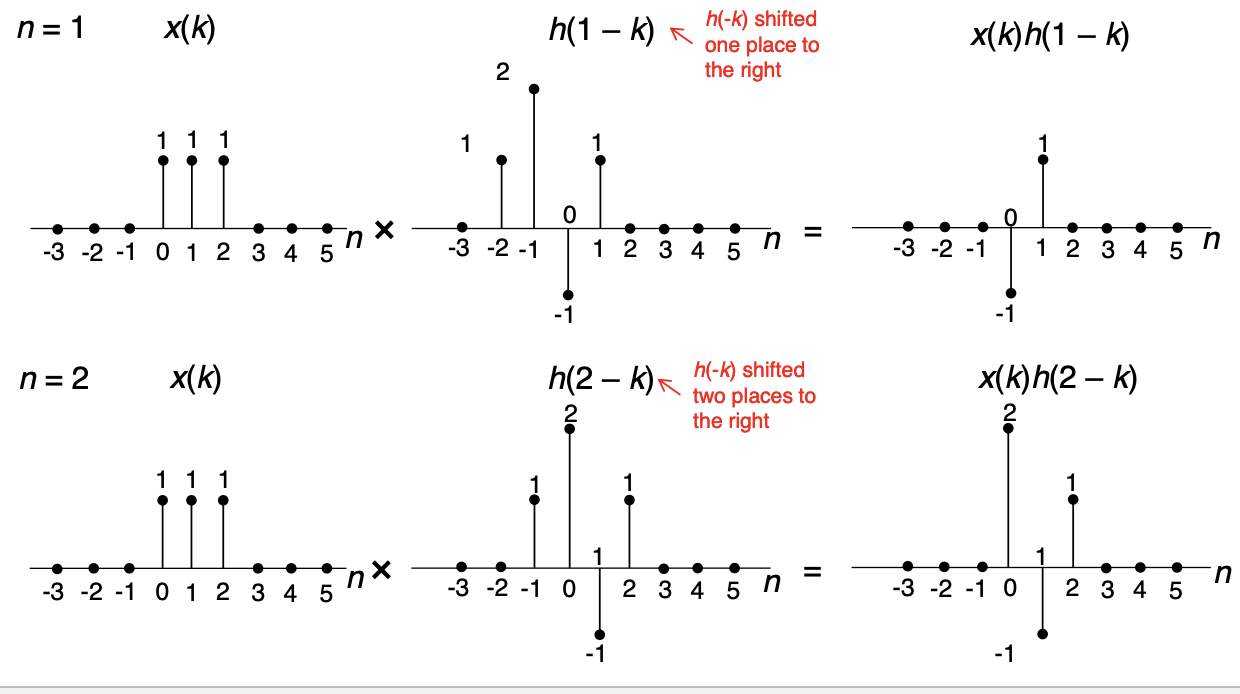 n = 1
x(k)
h(1 – k)
h(-k) shifted
one place to
the right
x(k)h(1 – k)
1 1 1
-3 -2 -1 0 1 2 3 4 5 n
×
2
1
1
0
-3 -2 -1 1 2 3 4 5 n
-1
=
1
0
-3 -2 -1 1 2 3 4 5 n
-1
n = 2
x(k)
h(2 – k)
h(-k) shifted
two places to
the right
x(k)h(2 – k)
1 1 1
-3 -2 -1 0 1 2 3 4 5 n
×
2
1
1
1
-3 -2 -1 0 2 3 4 5 n
-1
=
2
1
1
-3 -2 -1 0 2 3 4 5 n
-1